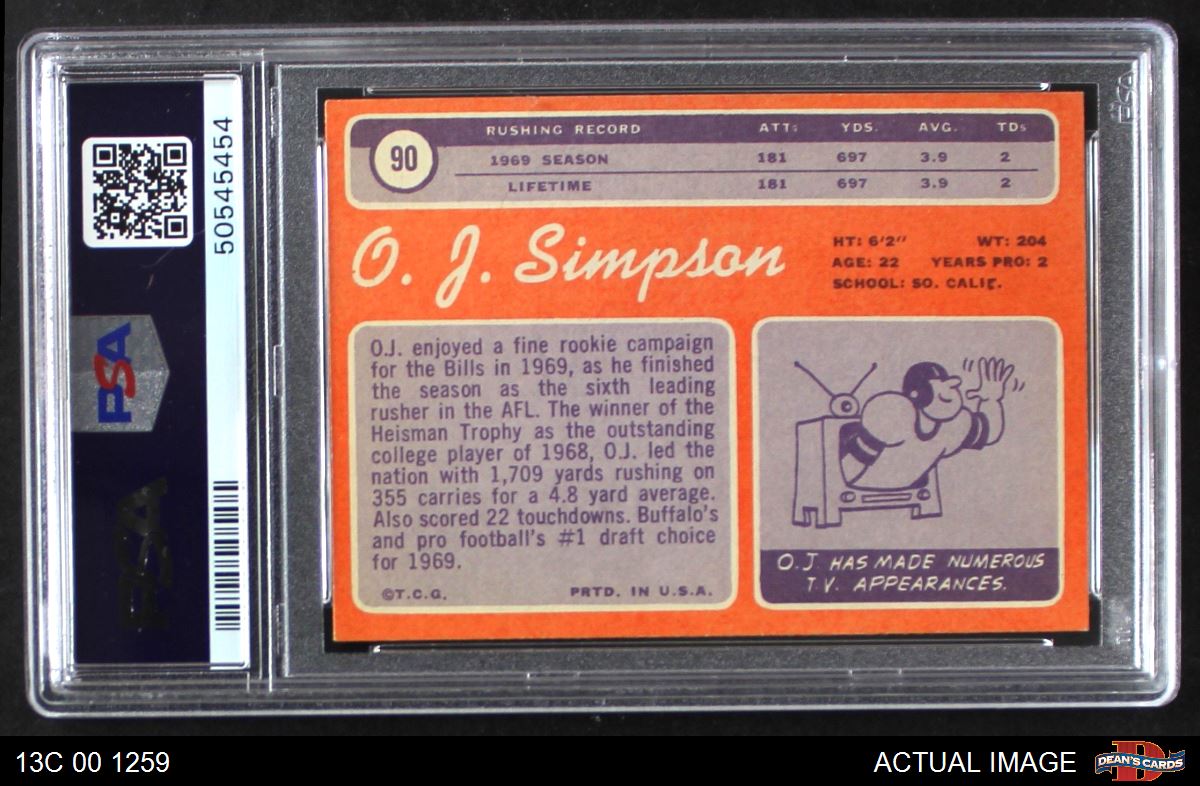 50545454
PSA
PSA
PSA
90
RUSHING RECORD ATT. YDS. AVG. TDs
1969 SEASON 181 697 3.9 2
LIFETIME 181 697 3.9 2
O. J. Simpson
HT: 6'2" WT: 204
AGE: 22 YEARS PRO: 2
SCHOOL: SO. CALIF.
O.J. enjoyed a fine rookie campaign
for the Bills in 1969, as he finished
the season as the sixth leading
rusher in the AFL. The winner of the
Heisman Trophy as the outstanding
college player of 1968, O.J. led the
nation with 1,709 yards rushing on
355 carries for a 4.8 yard average.
Also scored 22 touchdowns. Buffalo's
and pro football's #1 draft choice
for 1969.
©T.C.G. PRTD. IN U.S.A.
O.J HAS MADE NUMEROUS
T.V. APPEARANCES.
13C 00 1259
ACTUAL IMAGE
D
DEAN'S CARDS